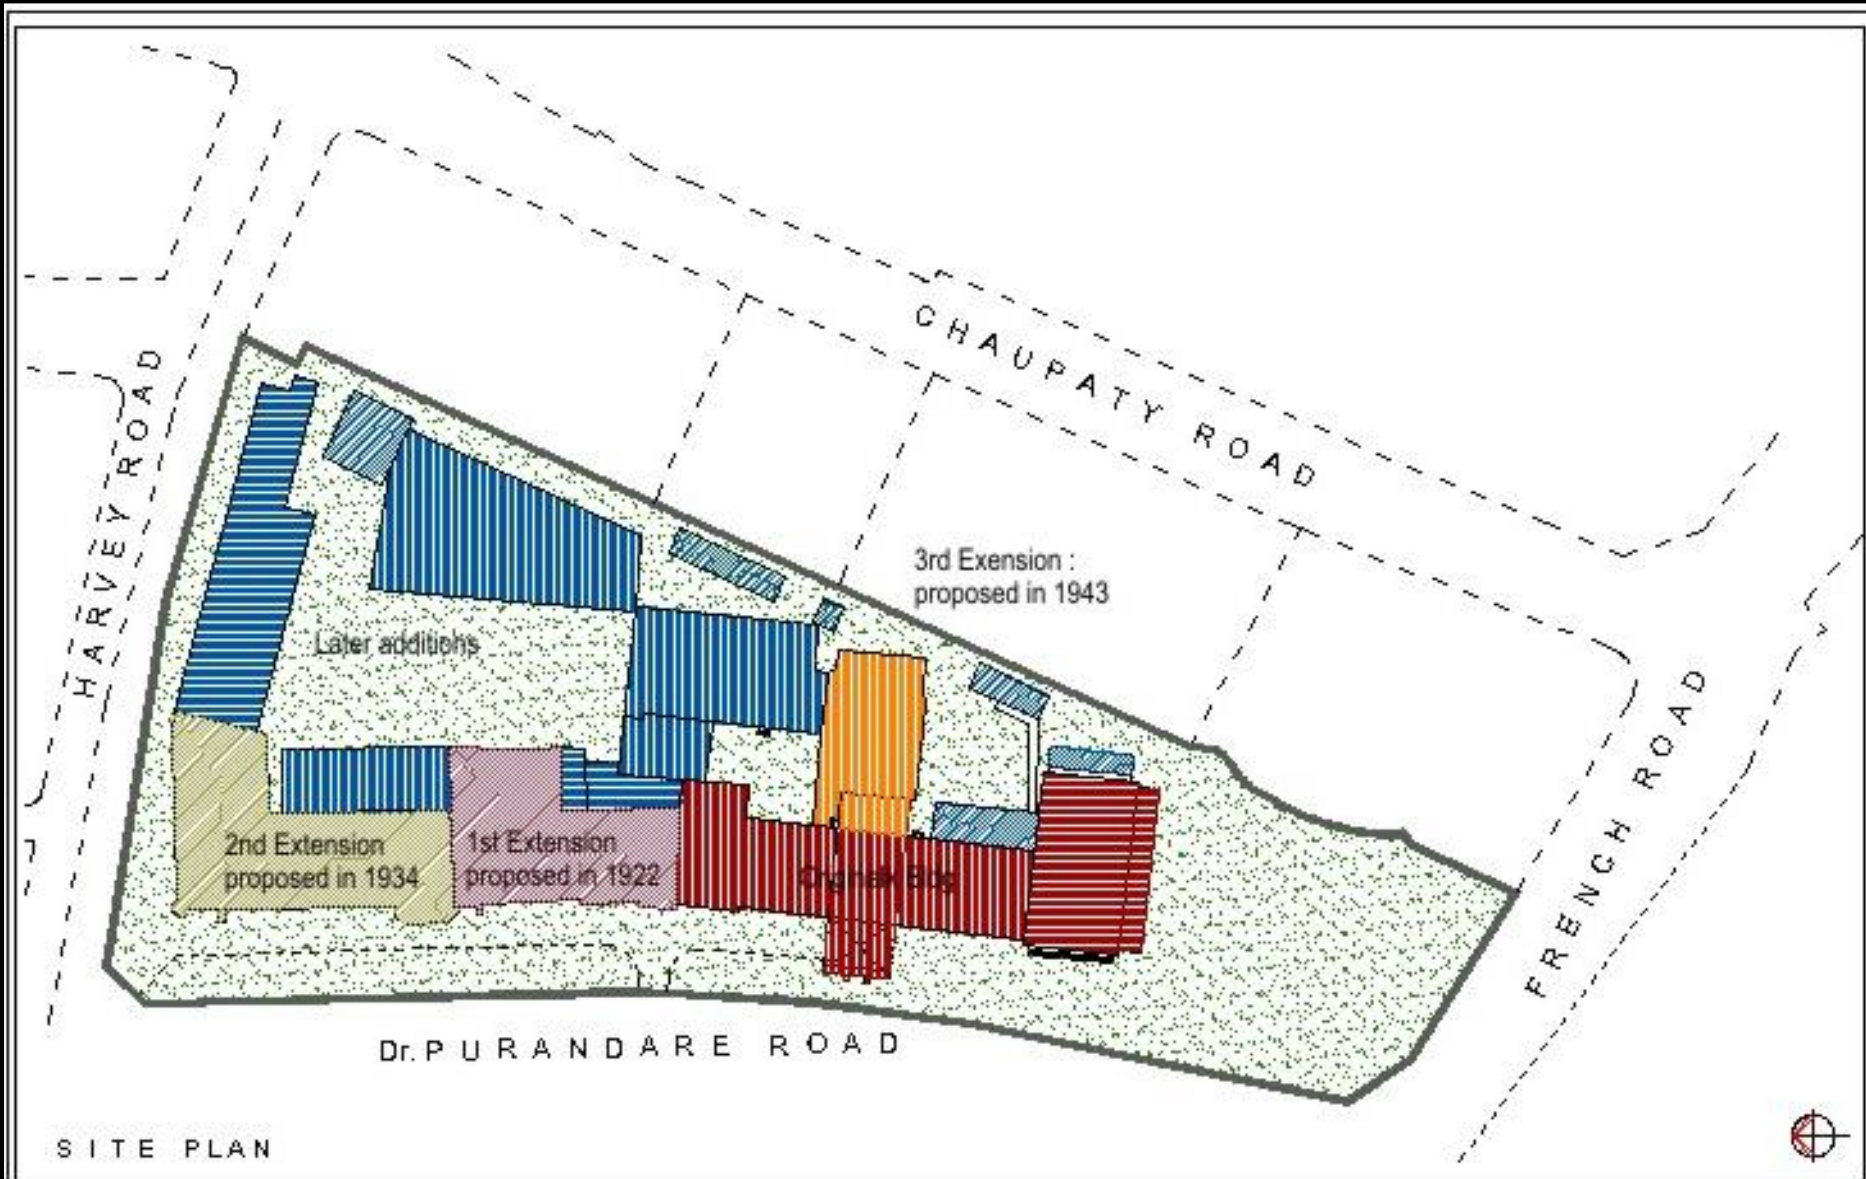 CHAUPATY ROAD
HARVEY ROAD
3rd Exension :
proposed in 1943
Later additions
FRENCH ROAD
2nd Extension
proposed in 1934
1st Extension
proposed in 1922
Bldg
Dr. PURANDARE ROAD
SITE PLAN